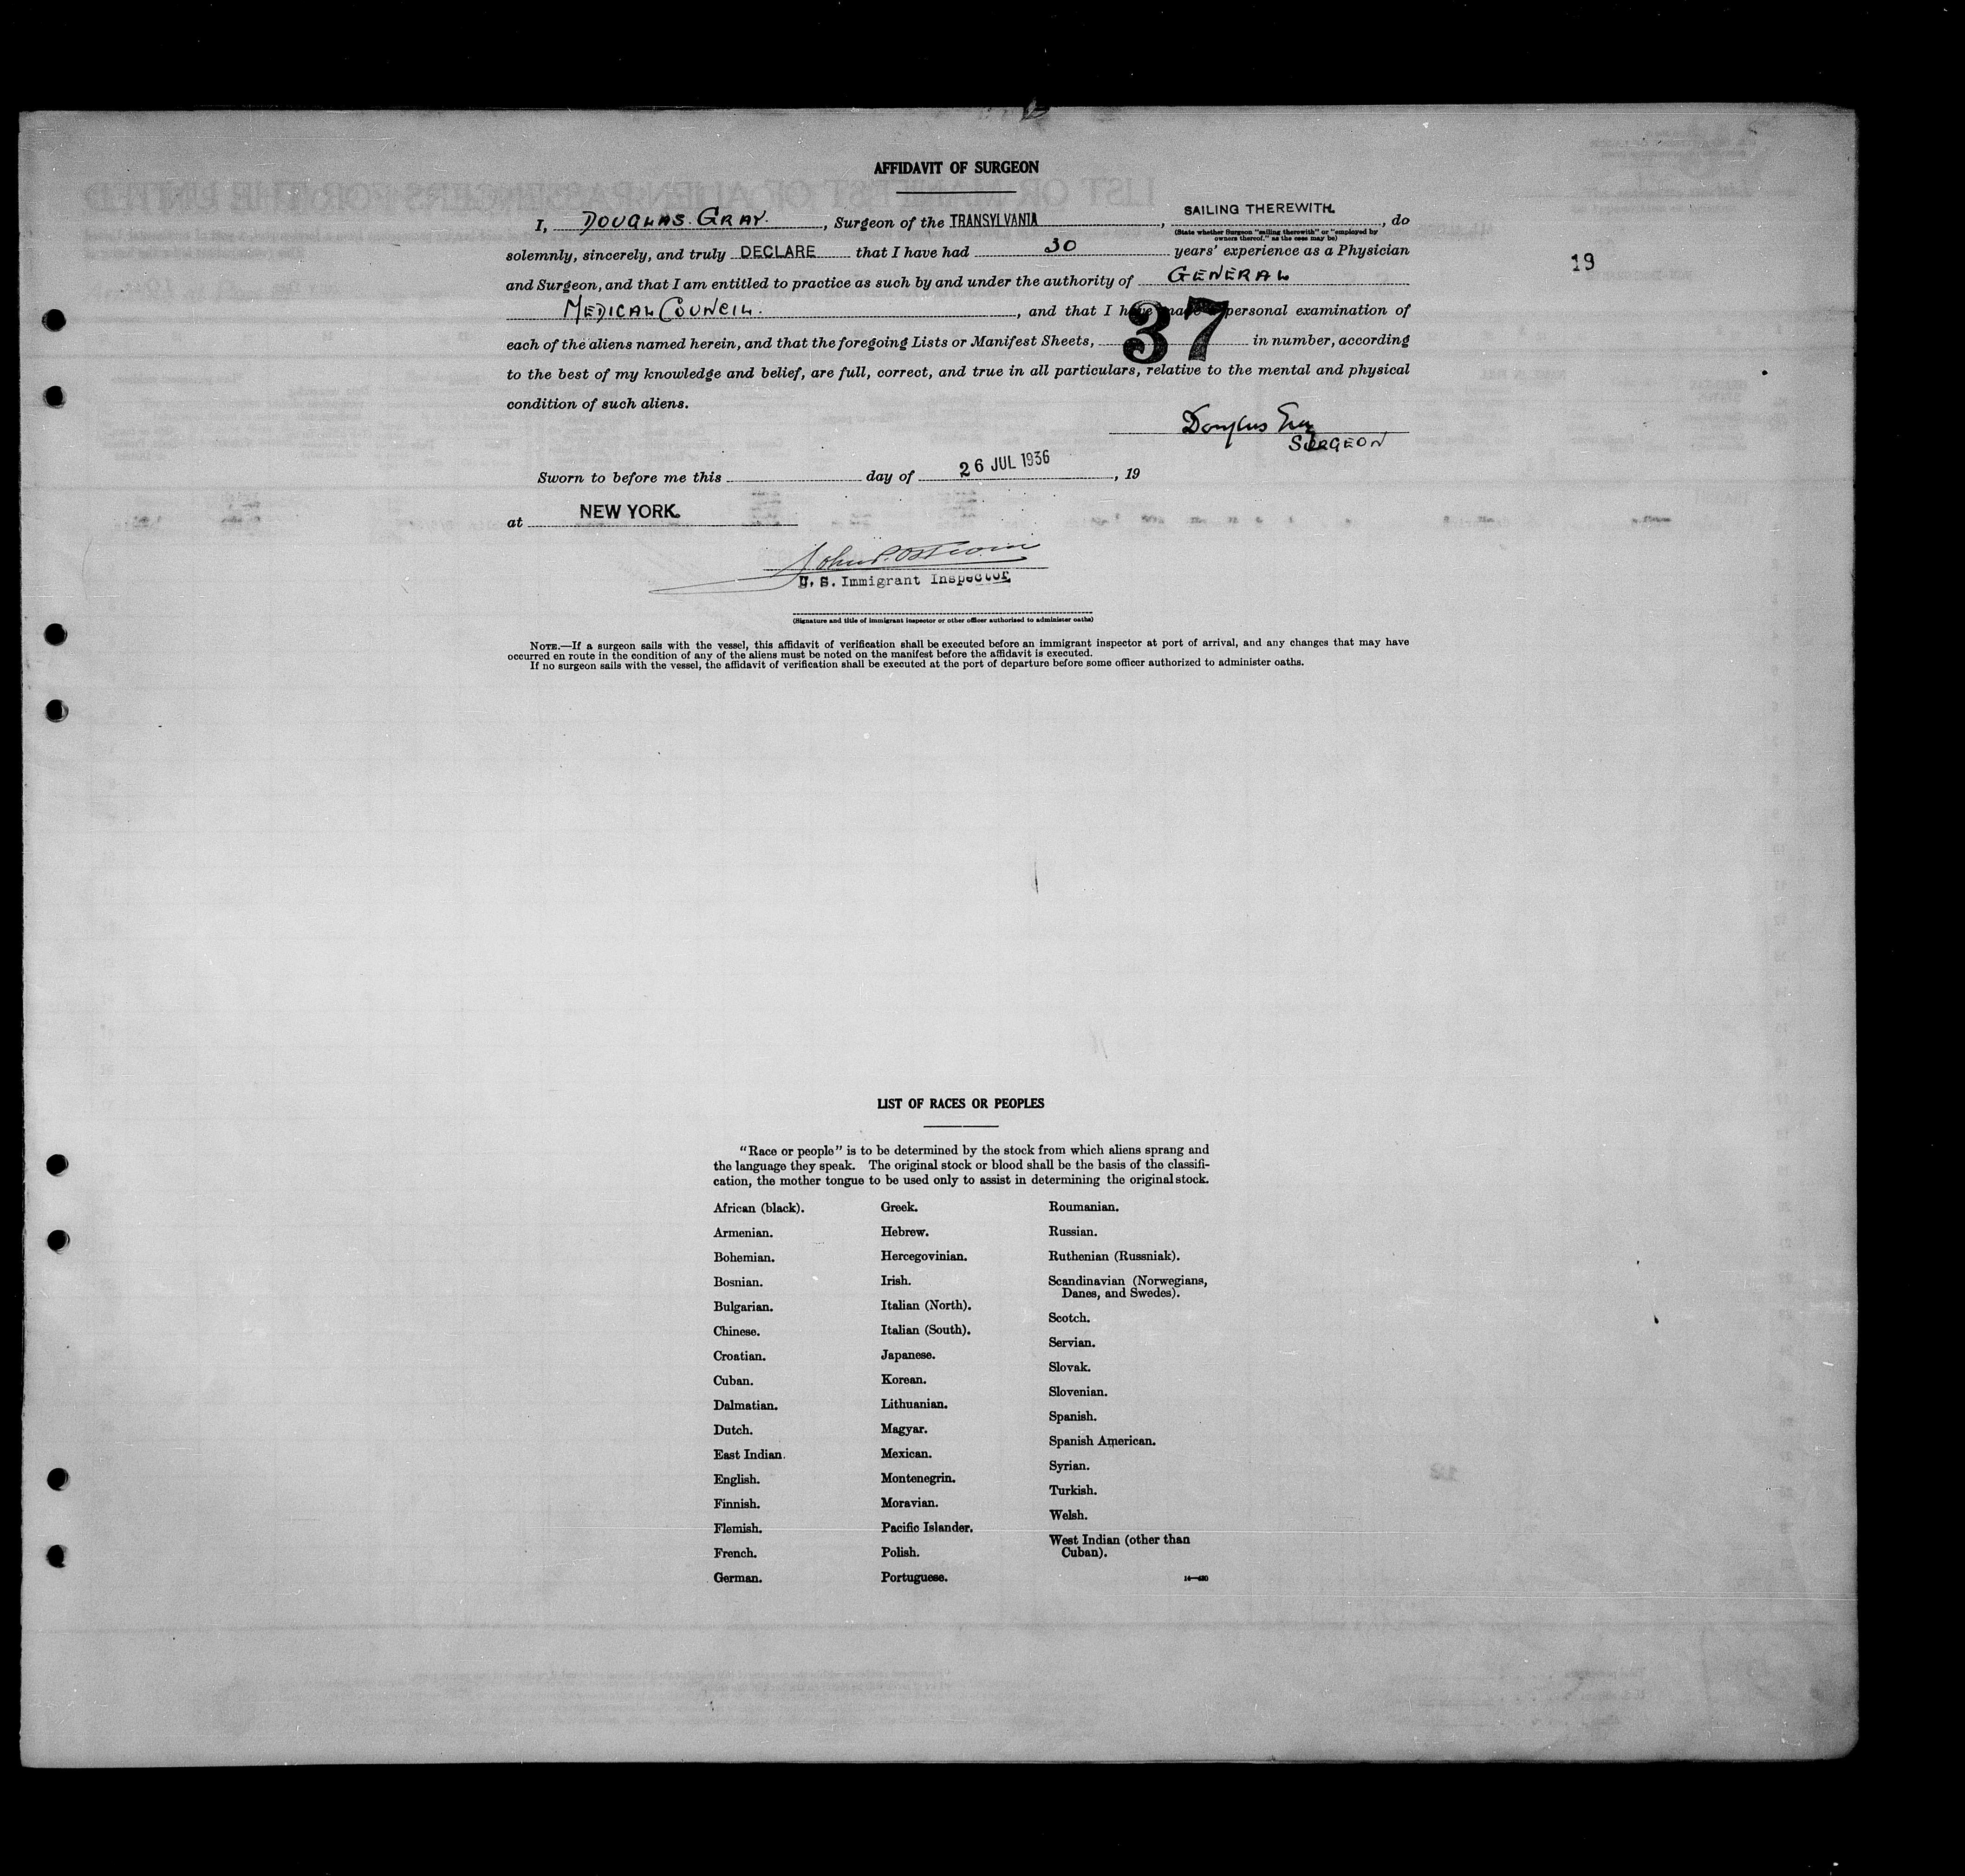 AFFIDAVIT OF SURGEON
I, DOUGLAS. GRAY., Surgeon of the TRANSYLVANIA, SAILING THEREWITH., do
(State whether Surgeon "sailing therewith" or "employed by
owners thereof," as the case may be)
solemnly, sincerely, and truly DECLARE that I have had 30 years' experience as a Physician
19
and Surgeon, and that I am entitled to practice as such by and under the authority of GENERAL
MEDICAL COUNCIL., and that I have made personal examination of
each of the aliens named herein, and that the foregoing Lists or Manifest Sheets, 37 in number, according
to the best of my knowledge and belief, are full, correct, and true in all particulars, relative to the mental and physical
condition of such aliens.
Douglas Gray
SURGEON
Sworn to before me this day of 26 JUL 1936, 19
at NEW YORK.
John P.
U. S. Immigrant Inspector
(Signature and title of immigrant inspector or other officer authorized to administer oaths)
NOTE.—If a surgeon sails with the vessel, this affidavit of verification shall be executed before an immigrant inspector at port of arrival, and any changes that may have
occurred en route in the condition of any of the aliens must be noted on the manifest before the affidavit is executed.
If no surgeon sails with the vessel, the affidavit of verification shall be executed at the port of departure before some officer authorized to administer oaths.
LIST OF RACES OR PEOPLES
"Race or people" is to be determined by the stock from which aliens sprang and
the language they speak. The original stock or blood shall be the basis of the classifi-
cation, the mother tongue to be used only to assist in determining the original stock.
African (black).
Armenian.
Bohemian.
Bosnian.
Bulgarian.
Chinese.
Croatian.
Cuban.
Dalmatian.
Dutch.
East Indian.
English.
Finnish.
Flemish.
French.
German.
Greek.
Hebrew.
Hercegovinian.
Irish.
Italian (North).
Italian (South).
Japanese.
Korean.
Lithuanian.
Magyar.
Mexican.
Montenegrin.
Moravian.
Pacific Islander.
Polish.
Portuguese.
Roumanian.
Russian.
Ruthenian (Russniak).
Scandinavian (Norwegians,
Danes, and Swedes).
Scotch.
Servian.
Slovak.
Slovenian.
Spanish.
Spanish American.
Syrian.
Turkish.
Welsh.
West Indian (other than
Cuban).